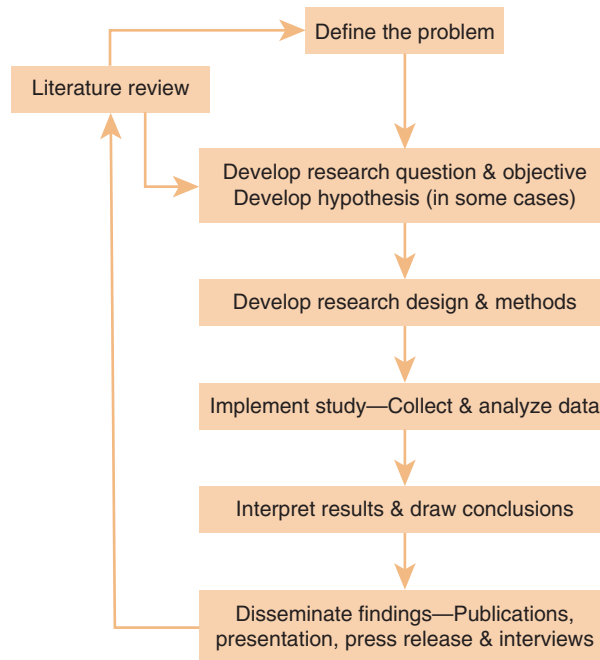 Define the problem
Literature review
Develop research question & objective
Develop hypothesis (in some cases)
Develop research design & methods
Implement study—Collect & analyze data
Interpret results & draw conclusions
Disseminate findings—Publications,
presentation, press release & interviews